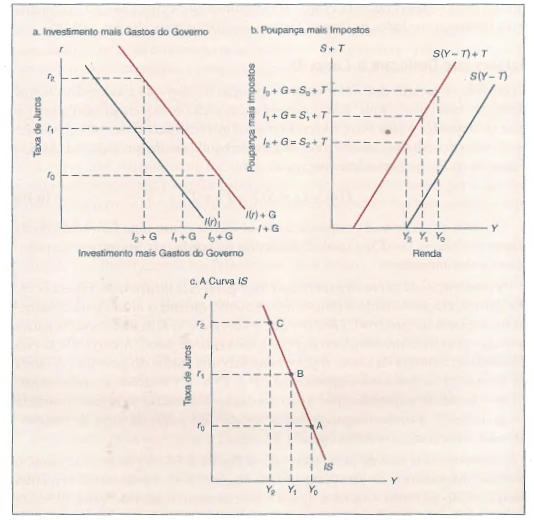 a. Investimento mais Gastos do Governo
r
Taxa de Juros
r2
r1
r0
I(r)
I(r) + G
I + G
I2 + G
I1 + G
I0 + G
Investimento mais Gastos do Governo
b. Poupança mais Impostos
S + T
Poupança mais Impostos
S(Y – T) + T
S(Y – T)
I0 + G = S0 + T
I1 + G = S1 + T
I2 + G = S2 + T
Y2
Y1
Y0
Y
Renda
c. A Curva IS
r
Taxa de Juros
r2
C
r1
B
r0
A
IS
Y2
Y1
Y0
Y